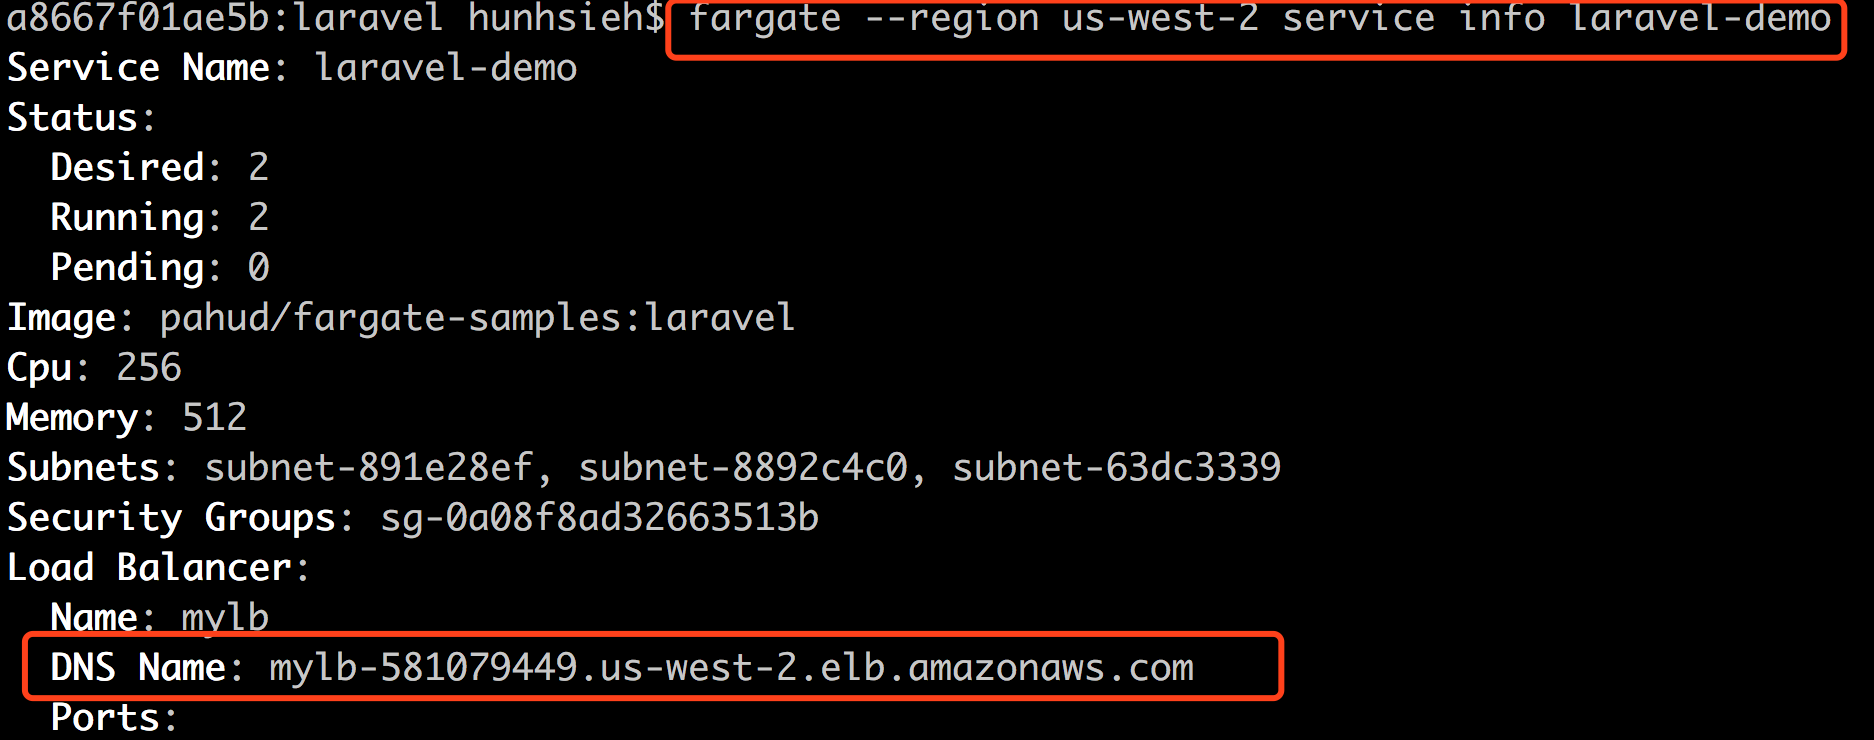 a8667f01ae5b:laravel hunhsieh$ fargate --region us-west-2 service info laravel-demo
Service Name: laravel-demo
Status:
  Desired: 2
  Running: 2
  Pending: 0
Image: pahud/fargate-samples:laravel
Cpu: 256
Memory: 512
Subnets: subnet-891e28ef, subnet-8892c4c0, subnet-63dc3339
Security Groups: sg-0a08f8ad32663513b
Load Balancer:
  Name: mylb
  DNS Name: mylb-581079449.us-west-2.elb.amazonaws.com
  Ports: